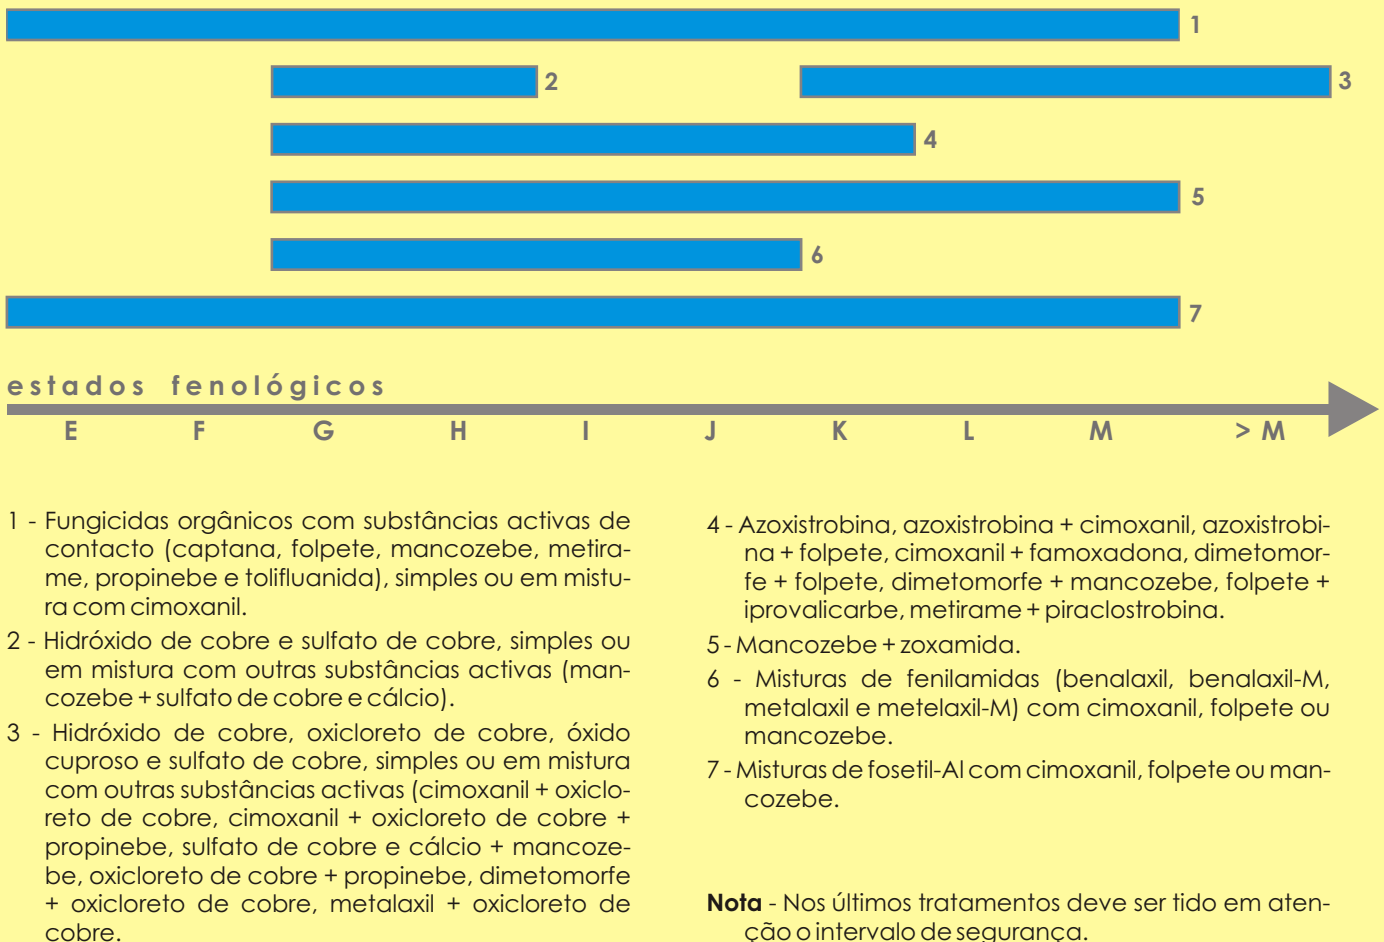 1
2
3
4
5
6
7
estados fenológicos
E F G H I J K L M > M
1 - Fungicidas orgânicos com substâncias activas de
contacto (captana, folpete, mancozebe, metira-
me, propinebe e tolifluanida), simples ou em mistu-
ra com cimoxanil.
2 - Hidróxido de cobre e sulfato de cobre, simples ou
em mistura com outras substâncias activas (man-
cozebe + sulfato de cobre e cálcio).
3 - Hidróxido de cobre, oxicloreto de cobre, óxido
cuproso e sulfato de cobre, simples ou em mistura
com outras substâncias activas (cimoxanil + oxiclo-
reto de cobre, cimoxanil + oxicloreto de cobre +
propinebe, sulfato de cobre e cálcio + mancoze-
be, oxicloreto de cobre + propinebe, dimetomorfe
+ oxicloreto de cobre, metalaxil + oxicloreto de
cobre.
4 - Azoxistrobina, azoxistrobina + cimoxanil, azoxistrobi-
na + folpete, cimoxanil + famoxadona, dimetomor-
fe + folpete, dimetomorfe + mancozebe, folpete +
iprovalicarbe, metirame + piraclostrobina.
5 - Mancozebe + zoxamida.
6 - Misturas de fenilamidas (benalaxil, benalaxil-M,
metalaxil e metelaxil-M) com cimoxanil, folpete ou
mancozebe.
7 - Misturas de fosetil-Al com cimoxanil, folpete ou man-
cozebe.
Nota - Nos últimos tratamentos deve ser tido em aten-
ção o intervalo de segurança.